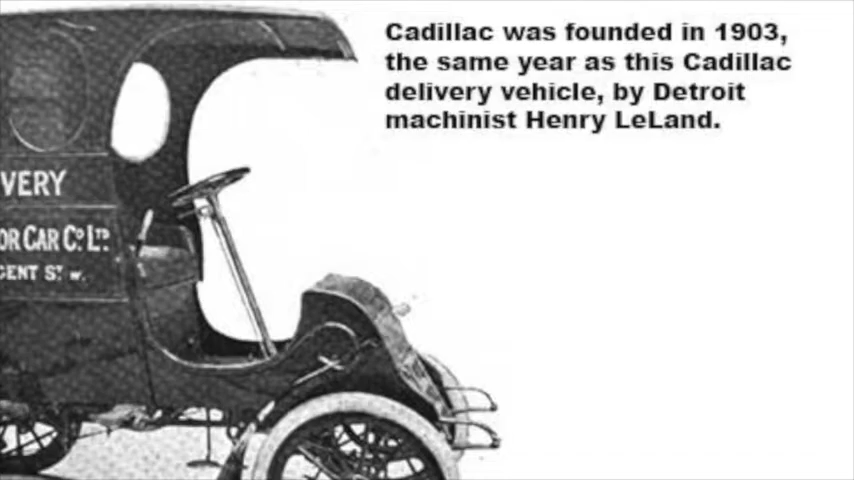 Cadillac was founded in 1903,
the same year as this Cadillac
delivery vehicle, by Detroit
machinist Henry LeLand.
VERY
OR CAR CO. LTD.
GENT ST. W.